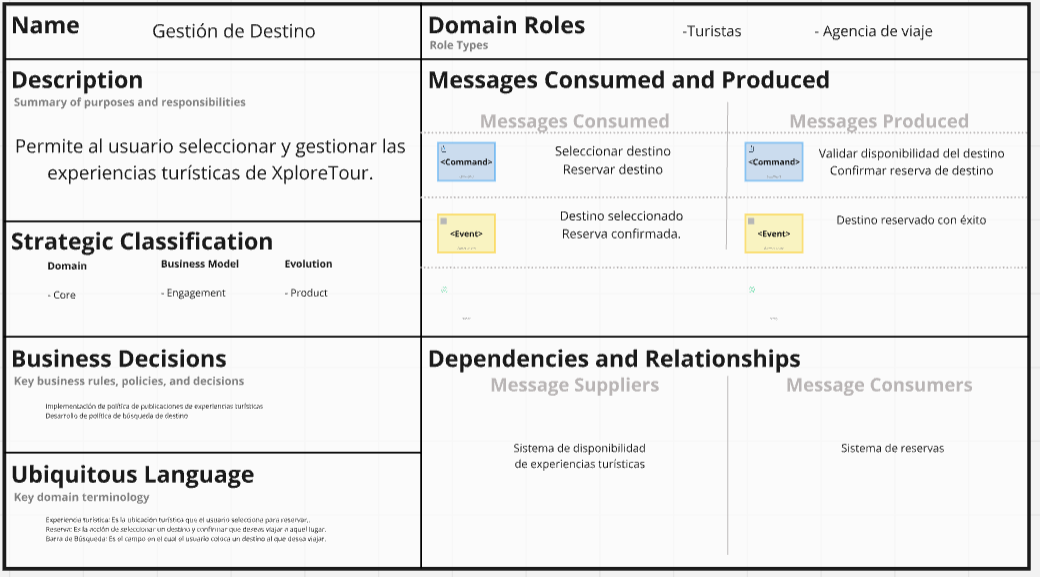 Name
Gestión de Destino
Domain Roles
Role Types
-Turistas
- Agencia de viaje
Description
Summary of purposes and responsibilities
Permite al usuario seleccionar y gestionar las
experiencias turísticas de XploreTour.
Messages Consumed and Produced
Messages Consumed
Messages Produced
<Command>
Seleccionar destino
Reservar destino
<Command>
Validar disponibilidad del destino
Confirmar reserva de destino
<Event>
Destino seleccionado
Reserva confirmada.
<Event>
Destino reservado con éxito
Strategic Classification
Domain
Business Model
Evolution
- Core
- Engagement
- Product
Business Decisions
Key business rules, policies, and decisions
Implementación de política de publicaciones de experiencias turísticas
Desarrollo de política de búsqueda de destino
Dependencies and Relationships
Message Suppliers
Message Consumers
Sistema de disponibilidad
de experiencias turísticas
Sistema de reservas
Ubiquitous Language
Key domain terminology
Experiencia turística: Es la ubicación turística que el usuario selecciona para reservar..
Reserva: Es la acción de seleccionar un destino y confirmar que deseas viajar a aquel lugar.
Barra de Búsqueda: Es el campo en el cual el usuario coloca un destino al que desea viajar.